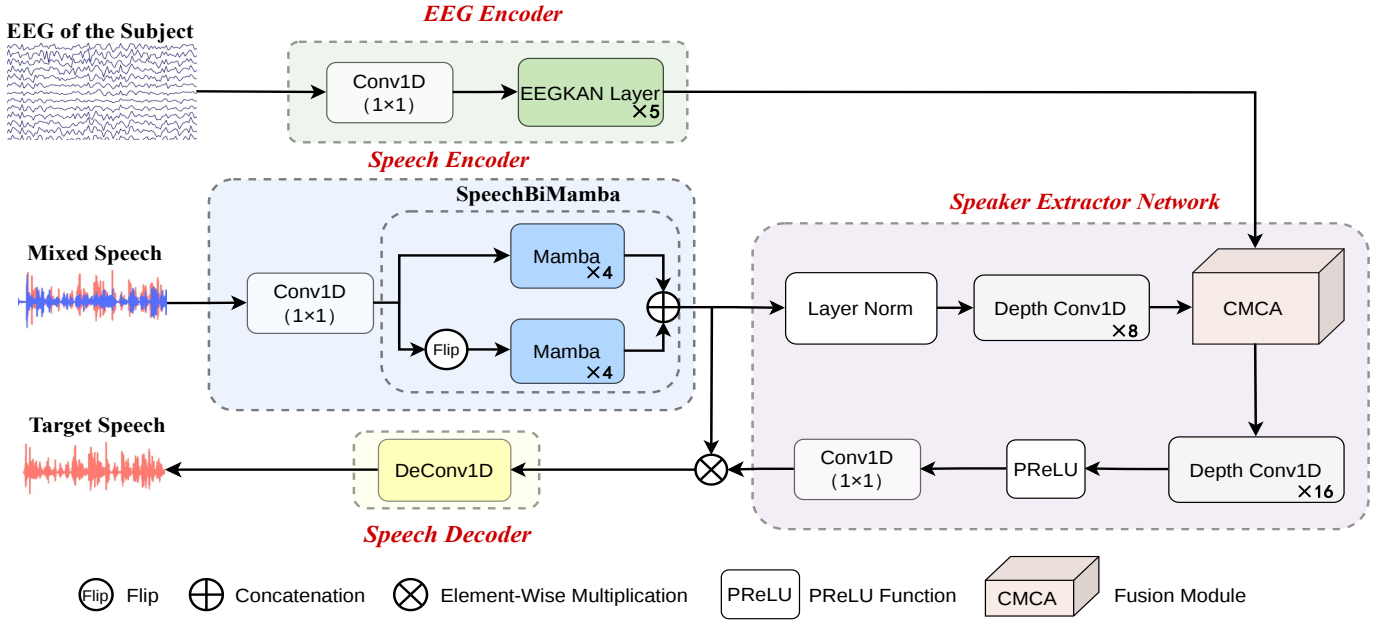 EEG Encoder
EEG of the Subject
Conv1D
(1×1)
EEGKAN Layer
×5
Speech Encoder
SpeechBiMamba
Mixed Speech
Conv1D
(1×1)
Mamba
×4
Flip
Mamba
×4
Speaker Extractor Network
Layer Norm
Depth Conv1D
×8
CMCA
Depth Conv1D
×16
PReLU
Conv1D
(1×1)
Target Speech
DeConv1D
Speech Decoder
Flip
Flip
Concatenation
Element-Wise Multiplication
PReLU
PReLU Function
CMCA
Fusion Module